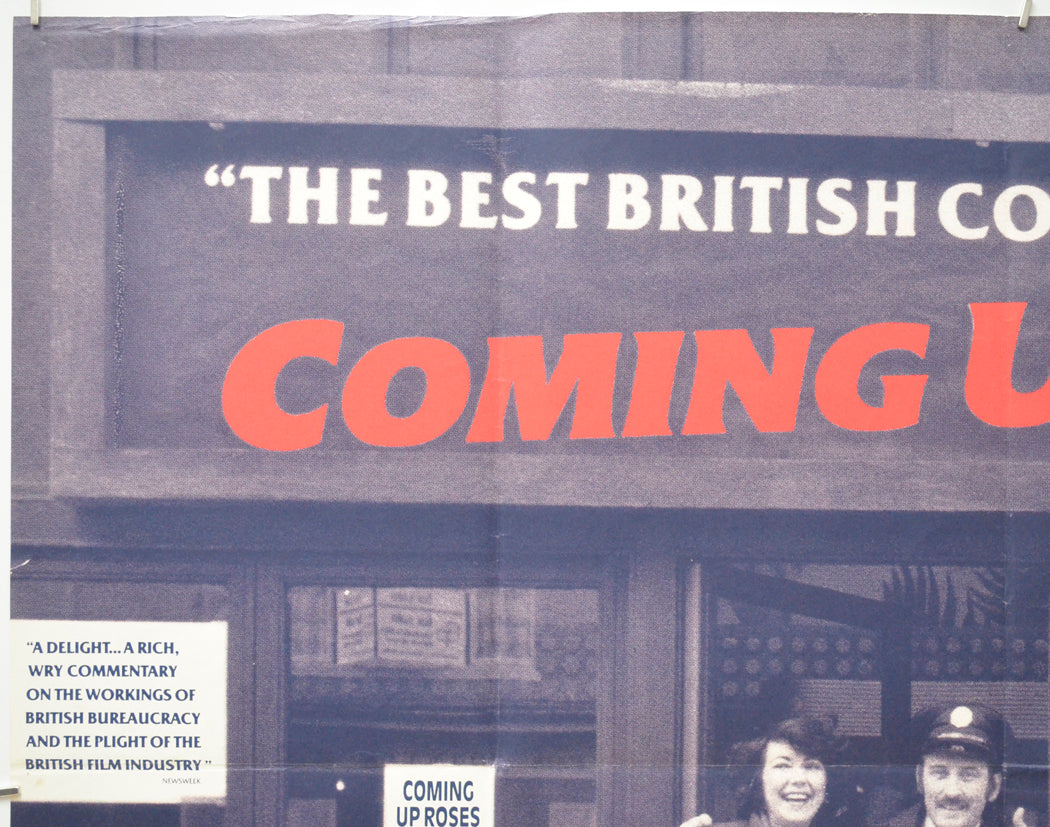 “THE BEST BRITISH CO
COMING U
“A DELIGHT... A RICH,
WRY COMMENTARY
ON THE WORKINGS OF
BRITISH BUREAUCRACY
AND THE PLIGHT OF THE
BRITISH FILM INDUSTRY”
NEWSWEEK
COMING
UP ROSES